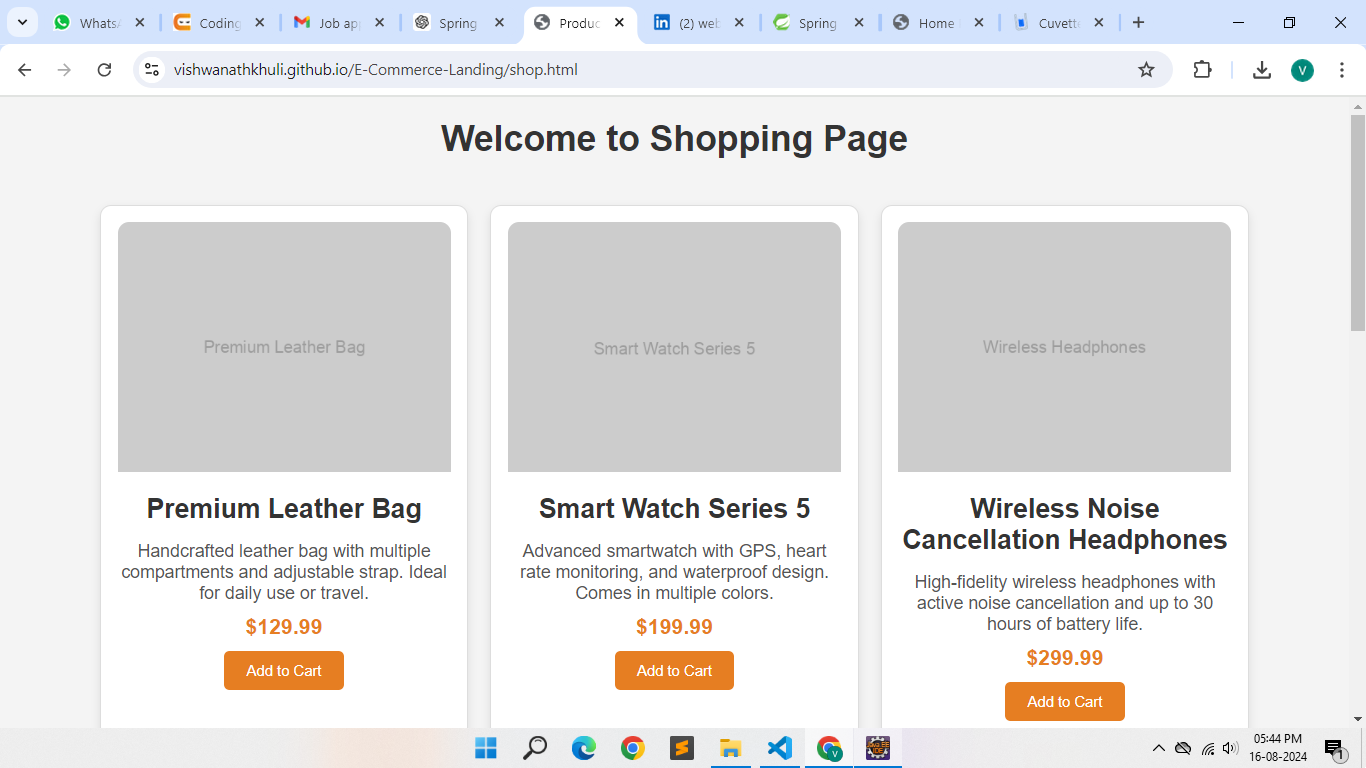 WhatsA
Coding
Job app
Spring
Produc
(2) web
Spring
Home
Cuvette
vishwanathkhuli.github.io/E-Commerce-Landing/shop.html
V
Welcome to Shopping Page
Premium Leather Bag
Smart Watch Series 5
Wireless Headphones
Premium Leather Bag
Handcrafted leather bag with multiple
compartments and adjustable strap. Ideal
for daily use or travel.
$129.99
Add to Cart
Smart Watch Series 5
Advanced smartwatch with GPS, heart
rate monitoring, and waterproof design.
Comes in multiple colors.
$199.99
Add to Cart
Wireless Noise
Cancellation Headphones
High-fidelity wireless headphones with
active noise cancellation and up to 30
hours of battery life.
$299.99
Add to Cart
05:44 PM
16-08-2024
1